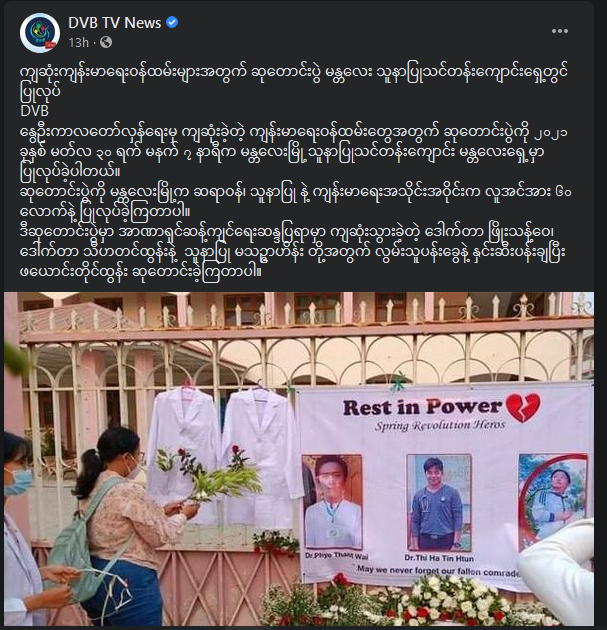 DVB TV News
13h ·
ကျဆုံးကျန်းမာရေးဝန်ထမ်းများအတွက် ဆုတောင်းပွဲ မန္တလေး သူနာပြုသင်တန်းကျောင်းရှေ့တွင်
ပြုလုပ်
DVB
နွေဦးကာလတော်လှန်ရေးမှ ကျဆုံးခဲ့တဲ့ ကျန်းမာရေးဝန်ထမ်းတွေအတွက် ဆုတောင်းပွဲကို ၂၀၂၁
ခုနှစ် မတ်လ ၃၀ ရက် မနက် ၇ နာရီက မန္တလေးမြို့ သူနာပြုသင်တန်းကျောင်း မန္တလေးရှေ့မှာ
ပြုလုပ်ခဲ့ပါတယ်။
ဆုတောင်းပွဲကို မန္တလေးမြို့က ဆရာဝန်၊ သူနာပြု နဲ့ ကျန်းမာရေးအသိုင်းအဝိုင်းက လူအင်အား ၆၀
လောက်နဲ့ ပြုလုပ်ခဲ့ကြတာပါ။
ဒီဆုတောင်းပွဲမှာ အာဏာရှင်ဆန့်ကျင်ရေးဆန္ဒပြရာမှာ ကျဆုံးသွားခဲ့တဲ့ ဒေါက်တာ ဖြိုးသန့်ဝေ၊
ဒေါက်တာ သီဟတင်ထွန်းနဲ့ သူနာပြု မသဥ္ဇာဟိန်း တို့အတွက် လွမ်းသူပန်းခွေနဲ့ နှင်းဆီးပန်းချပြီး
ဖယောင်းတိုင်ထွန်း ဆုတောင်းခဲ့ကြတာပါ။
Rest in Power
Spring Revolution Heros
Dr.Phyo Thant Wai
Dr.Thi Ha Tin Htun
" May we never forget our fallen comrade